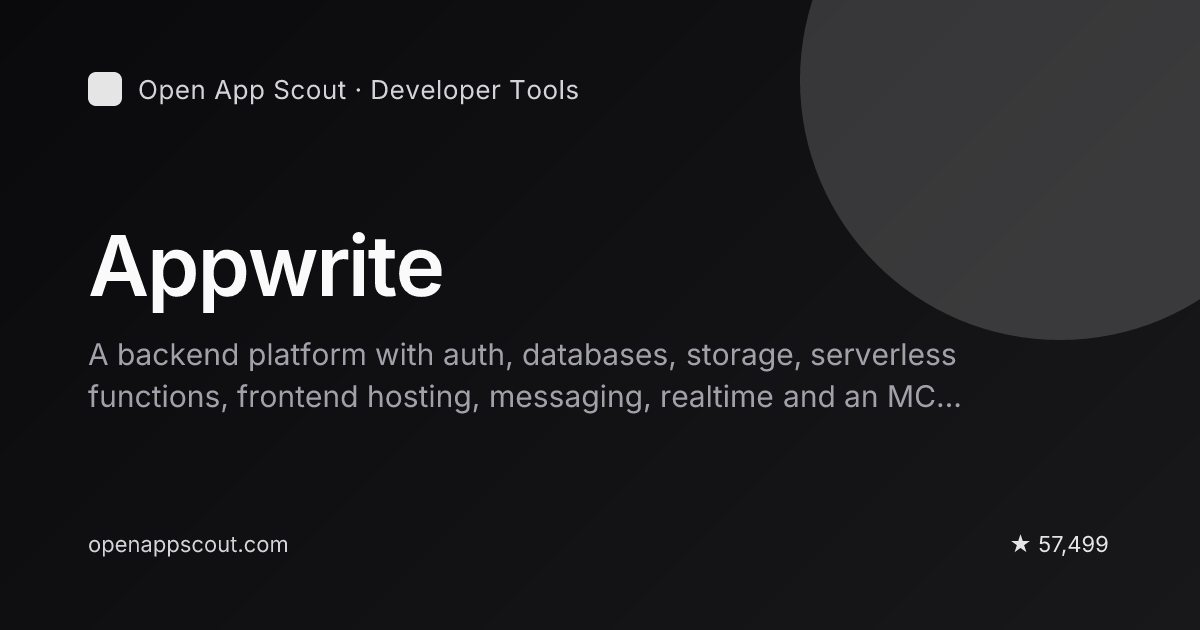 Open App Scout · Developer Tools
Appwrite
A backend platform with auth, databases, storage, serverless
functions, frontend hosting, messaging, realtime and an MC...
openappscout.com
★ 57,499